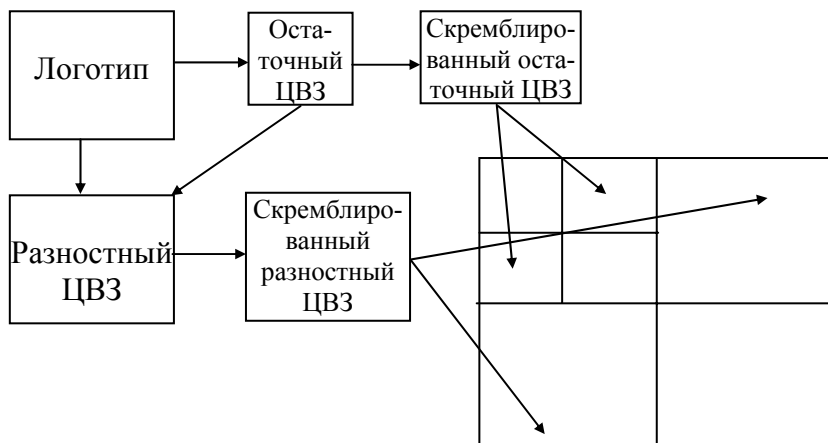 Логотип
Оста-
точный
ЦВЗ
Скремблиро-
ванный оста-
точный ЦВЗ
Разностный
ЦВЗ
Скремблиро-
ванный
разностный
ЦВЗ